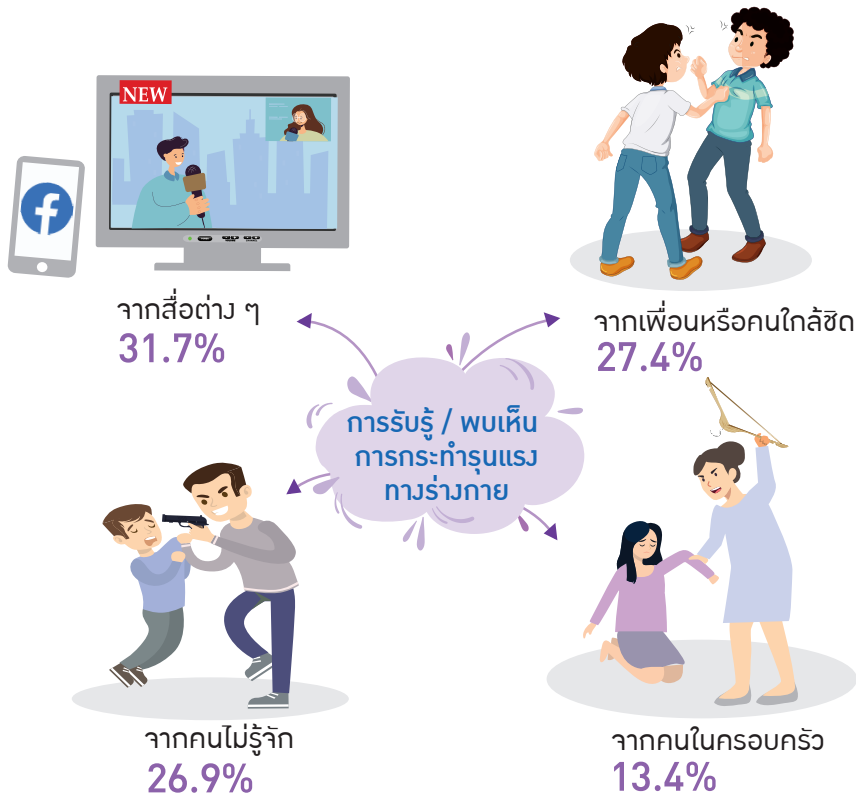 NEW
จากสื่อต่าง ๆ
31.7%
จากเพื่อนหรือคนใกล้ชิด
27.4%
การรับรู้ / พบเห็น
การกระทำรุนแรง
ทางร่างกาย
จากคนไม่รู้จัก
26.9%
จากคนในครอบครัว
13.4%